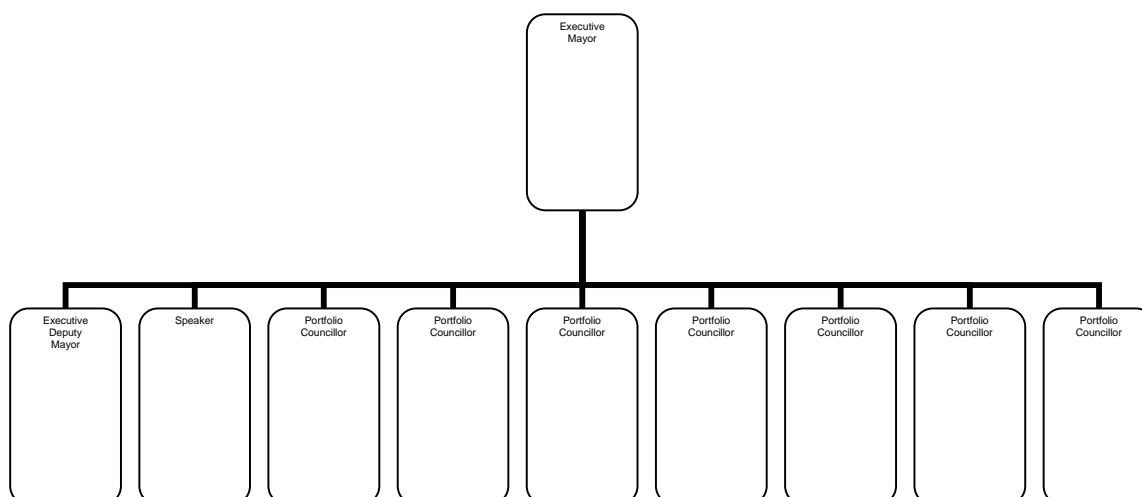 Executive
Mayor
Executive
Deputy
Mayor
Speaker
Portfolio
Councillor
Portfolio
Councillor
Portfolio
Councillor
Portfolio
Councillor
Portfolio
Councillor
Portfolio
Councillor
Portfolio
Councillor